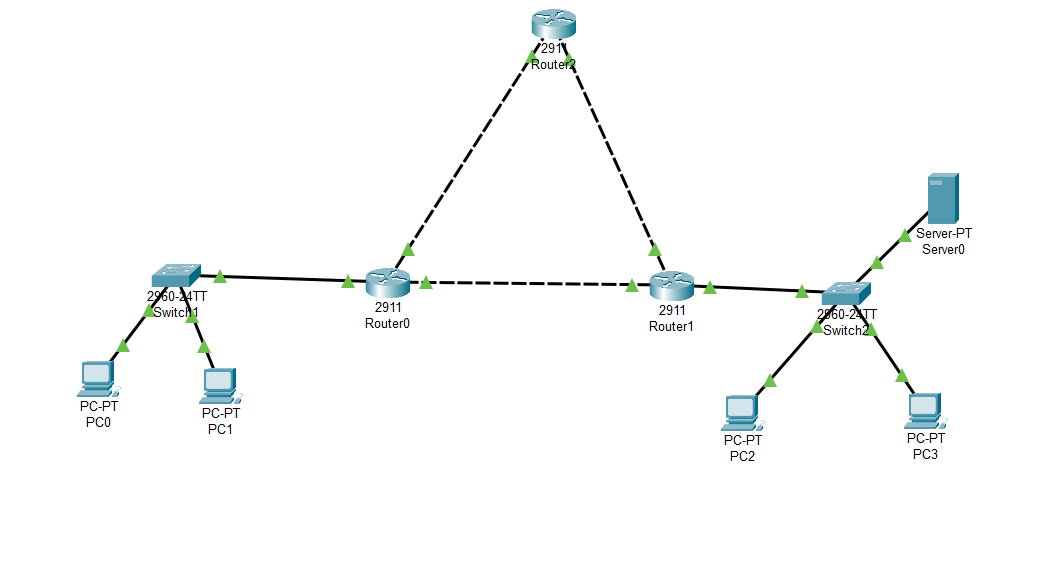 2911
Router2
Server-PT
Server0
2960-24TT
Switch1
2911
Router0
2911
Router1
2960-24TT
Switch2
PC-PT
PC0
PC-PT
PC1
PC-PT
PC2
PC-PT
PC3